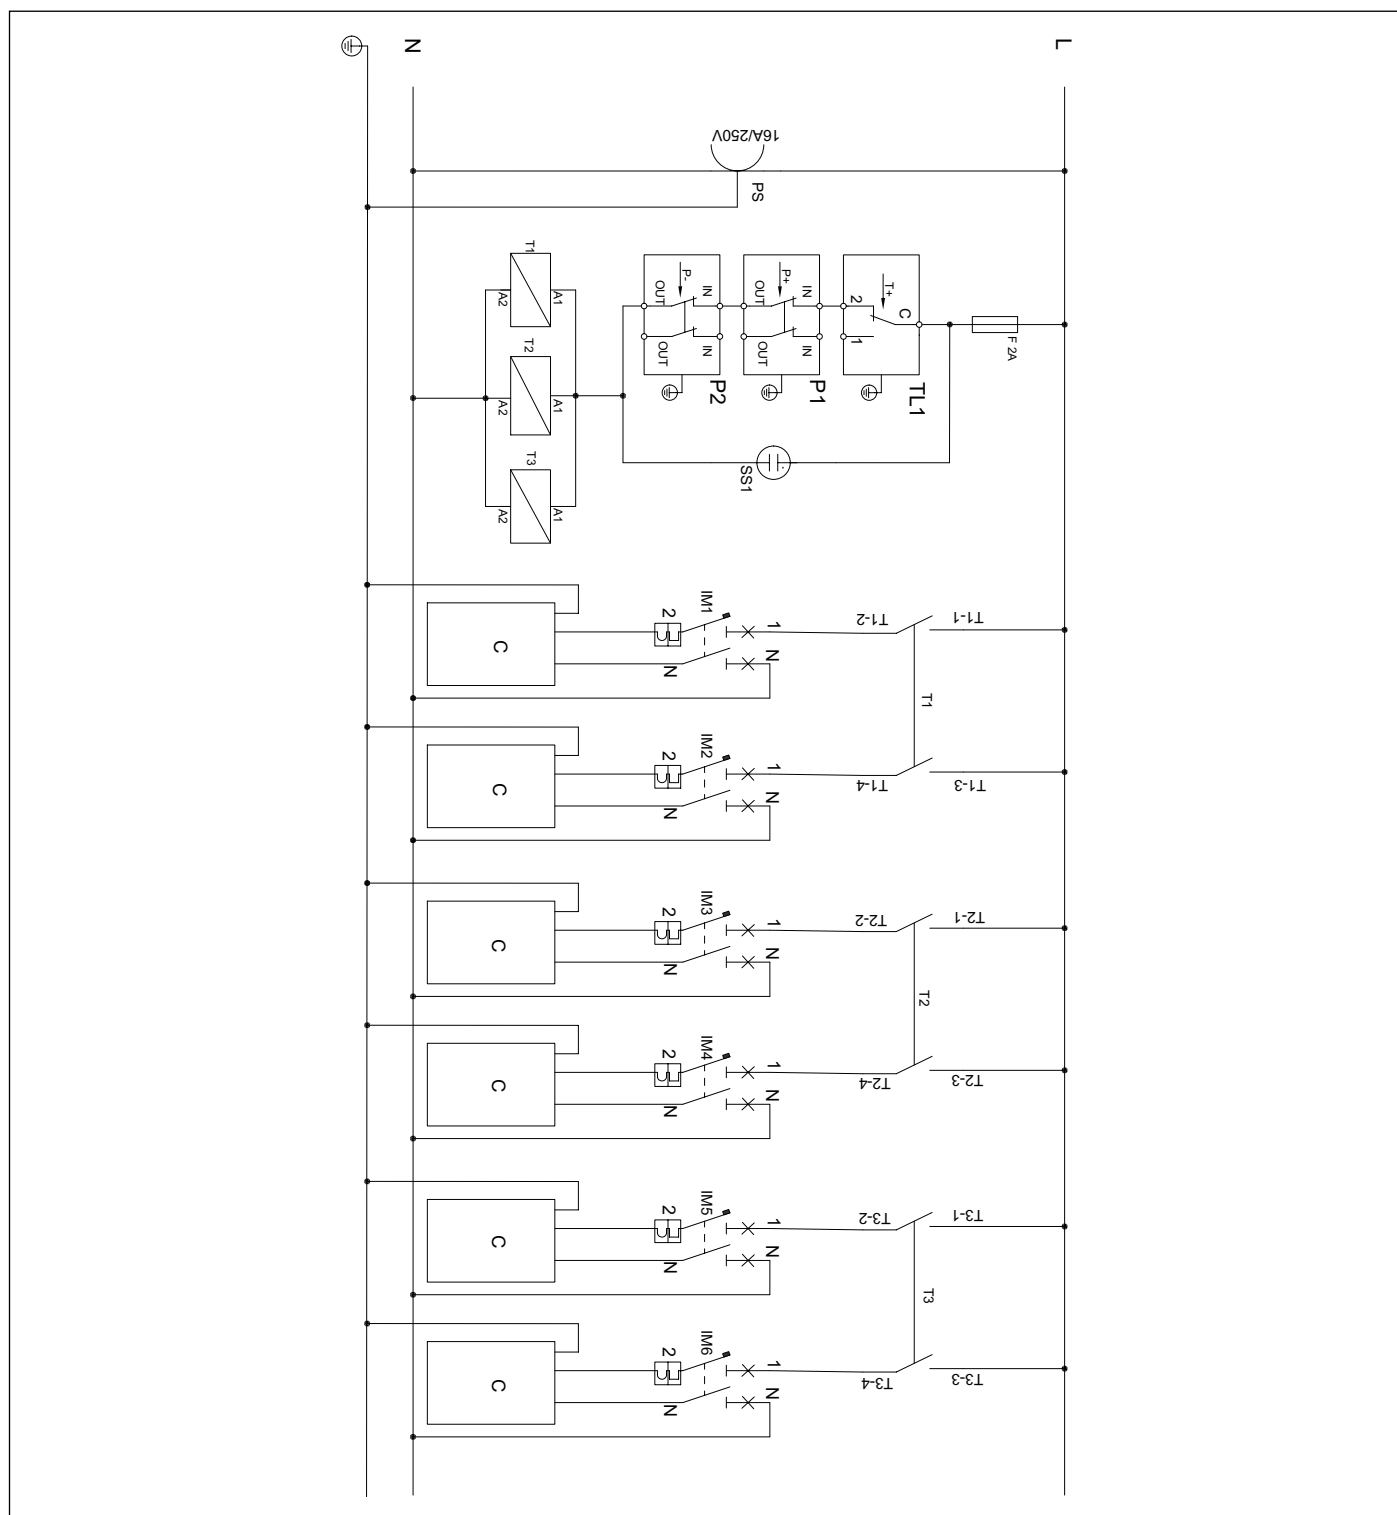 N
L
16A/250V
PS
T1
A2
A1
T2
A2
A1
T3
A2
A1
P-
OUT
IN
OUT
IN
P2
P+
OUT
IN
OUT
IN
P1
T+
2
C
1
TL1
F 2A
SS1
C
2
IM1
N
1
N
T1-2
T1-1
T1
C
2
IM2
N
1
N
T1-4
T1-3
C
2
IM3
N
1
N
T2-2
T2-1
T2
C
2
IM4
N
1
N
T2-4
T2-3
C
2
IM5
N
1
N
T3-2
T3-1
T3
C
2
IM6
N
1
N
T3-4
T3-3